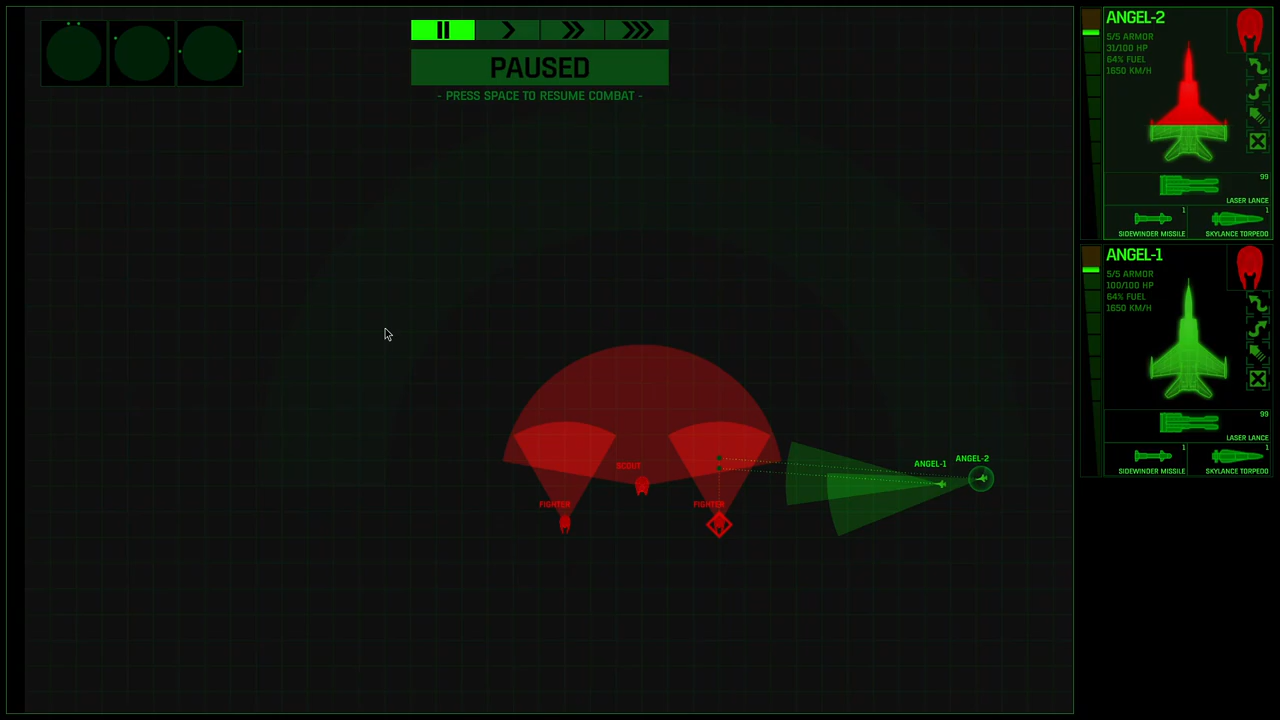 PAUSED
- PRESS SPACE TO RESUME COMBAT -
SCOUT
FIGHTER
FIGHTER
ANGEL-1
ANGEL-2
ANGEL-2
5/5 ARMOR
31/100 HP
64% FUEL
1650 KM/H
99
LASER LANCE
1
SIDEWINDER MISSILE
1
SKYLANCE TORPEDO
ANGEL-1
5/5 ARMOR
100/100 HP
64% FUEL
1650 KM/H
99
LASER LANCE
1
SIDEWINDER MISSILE
1
SKYLANCE TORPEDO